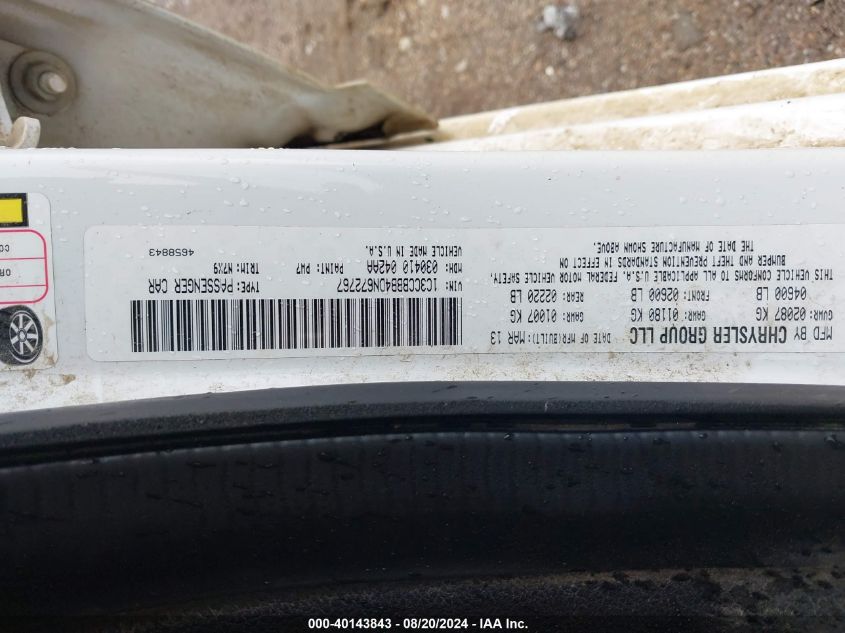 MFD BY CHRYSLER GROUP LLC
DATE OF MFR(BUILT): MAR 13
GVWR: 02087 KG
GAWR: 01180 KG
GAWR: 01007 KG
04600 LB
FRONT: 02600 LB
REAR: 02220 LB
THIS VEHICLE CONFORMS TO ALL APPLICABLE U.S.A. FEDERAL MOTOR VEHICLE SAFETY,
BUMPER AND THEFT PREVENTION STANDARDS IN EFFECT ON
THE DATE OF MANUFACTURE SHOWN ABOVE.
VIN: 1C3CCBBB4DN672767
TYPE: PASSENGER CAR
MDH: 030410 042AA
PAINT: PW7
TRIM: N7X9
VEHICLE MADE IN U.S.A.
4658843
CO
OR
000-40143843 - 08/20/2024 - IAA Inc.